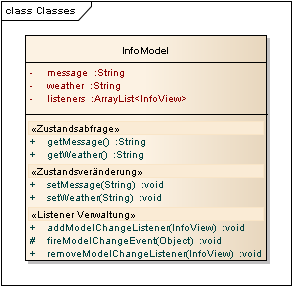 class Classes
InfoModel
- message :String
- weather :String
- listeners :ArrayList<InfoView>
«Zustandsabfrage»
+ getMessage() :String
+ getWeather() :String
«Zustandsveränderung»
+ setMessage(String) :void
+ setWeather(String) :void
«Listener Verwaltung»
+ addModelChangeListener(InfoView) :void
# fireModelChangeEvent(Object) :void
+ removeModelChangeListener(InfoView) :void